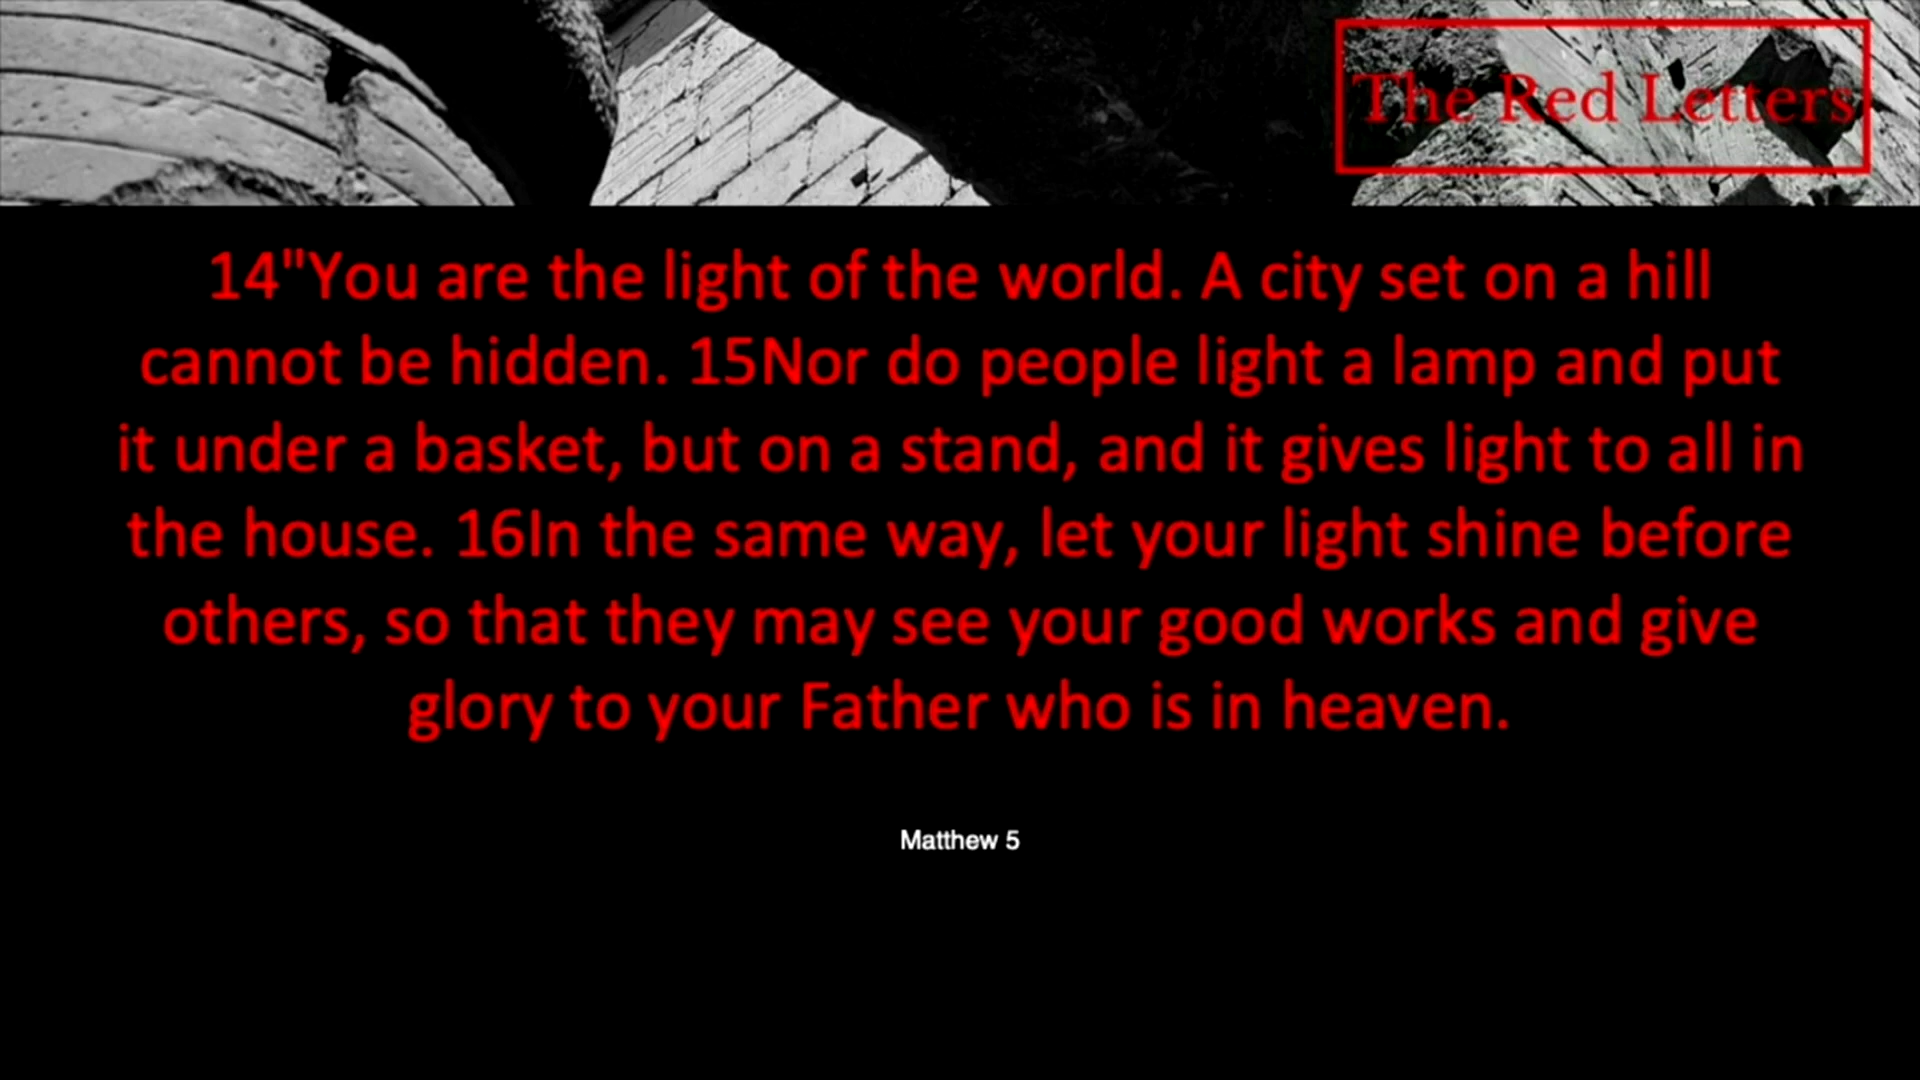 The Red Letters
14"You are the light of the world. A city set on a hill
cannot be hidden. 15Nor do people light a lamp and put
it under a basket, but on a stand, and it gives light to all in
the house. 16In the same way, let your light shine before
others, so that they may see your good works and give
glory to your Father who is in heaven.
Matthew 5